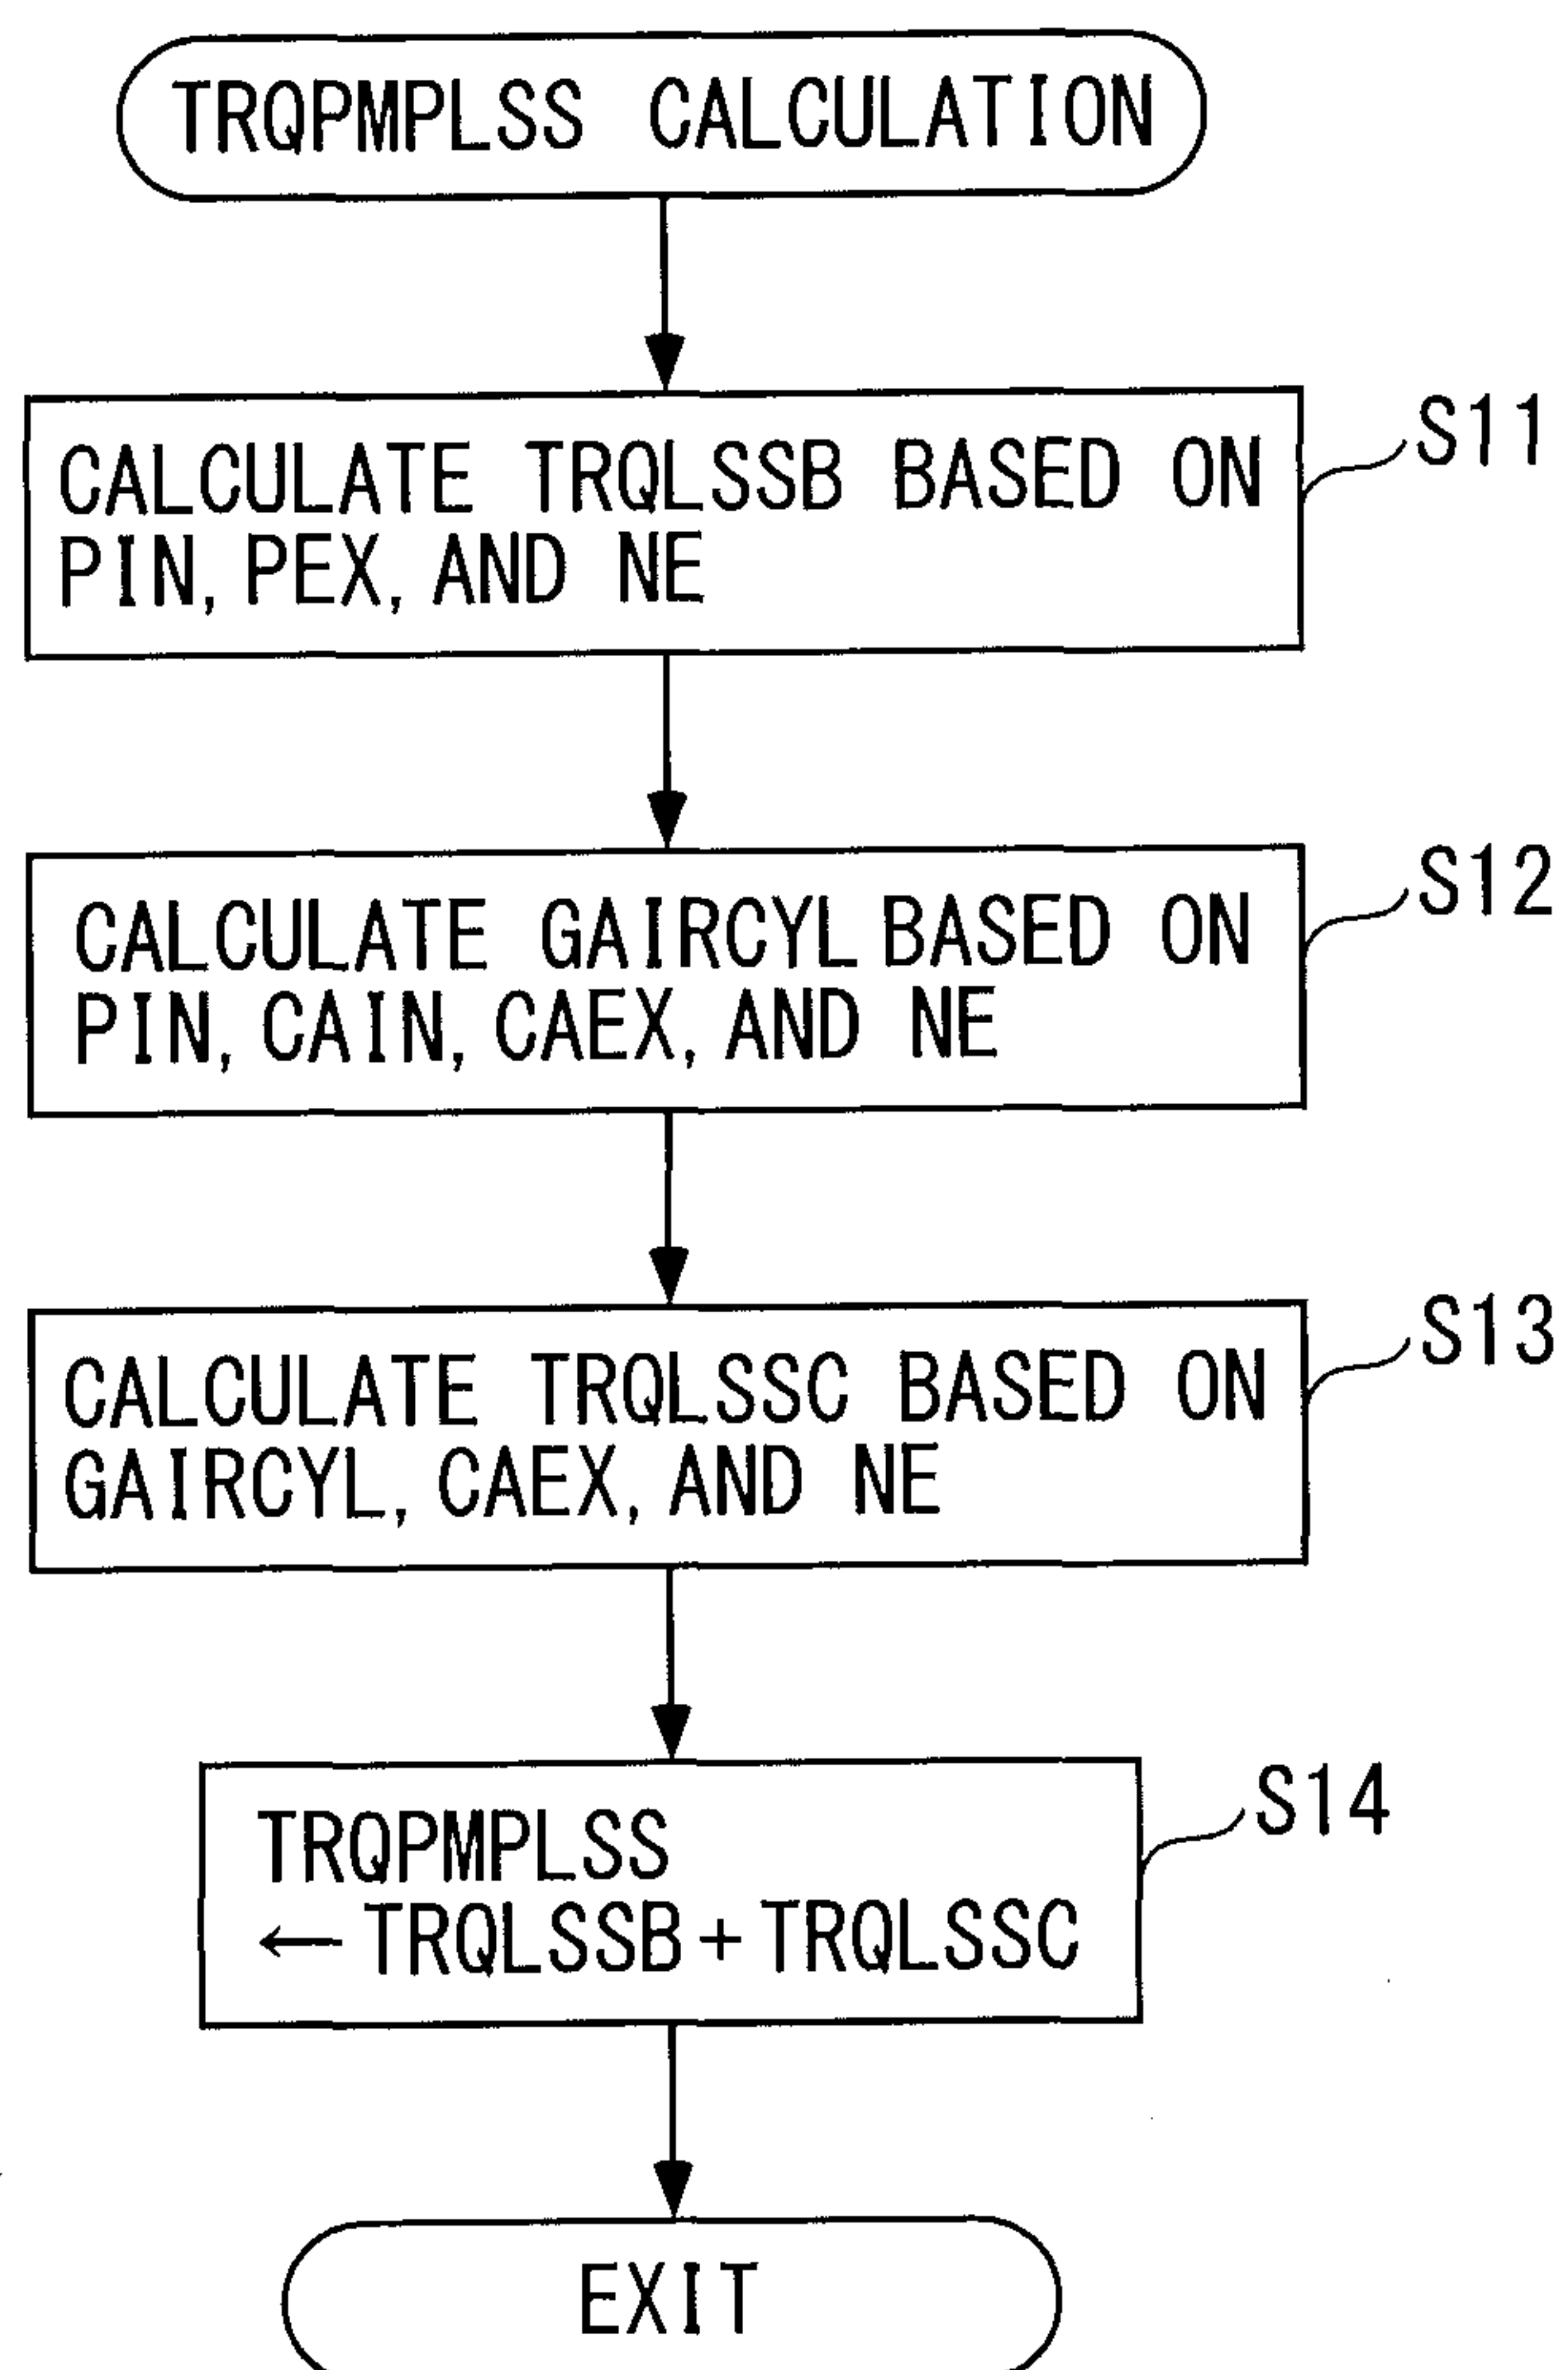 TRQPMPLSS CALCULATION
S11
CALCULATE TRQLSSB BASED ON
PIN, PEX, AND NE
S12
CALCULATE GAIRCYL BASED ON
PIN, CAIN, CAEX, AND NE
S13
CALCULATE TRQLSSC BASED ON
GAIRCYL, CAEX, AND NE
S14
TRQPMPLSS
← TRQLSSB + TRQLSSC
EXIT